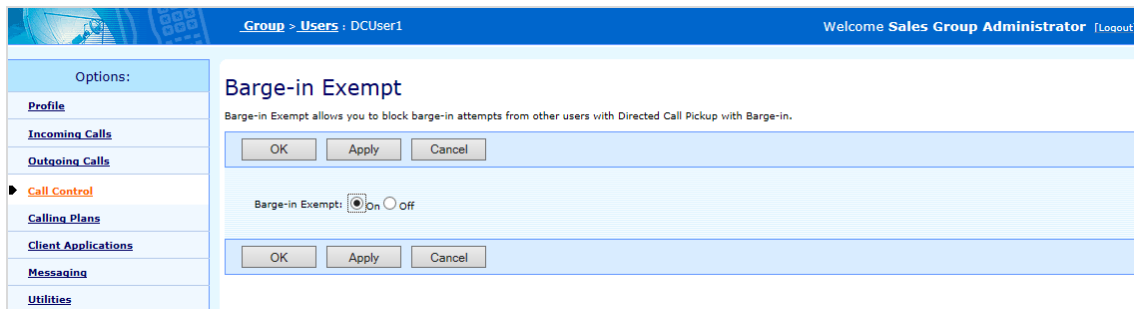 Group > Users : DCUser1
Welcome Sales Group Administrator [Logout
Options:
Profile
Incoming Calls
Outgoing Calls
Call Control
Calling Plans
Client Applications
Messaging
Utilities
Barge-in Exempt
Barge-in Exempt allows you to block barge-in attempts from other users with Directed Call Pickup with Barge-in.
OK Apply Cancel
Barge-in Exempt: On Off
OK Apply Cancel